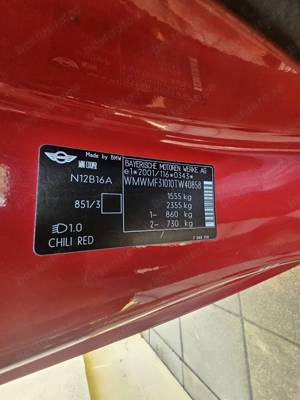 Made by BMW
MINI COOPER
N12B16A
851/3
1.0
CHILI RED
BAYERISCHE MOTOREN WERKE AG
e1*2001/116*0343*
WMWMF31010TW40858
1555 kg
2355 kg
1- 860 kg
2- 730 kg